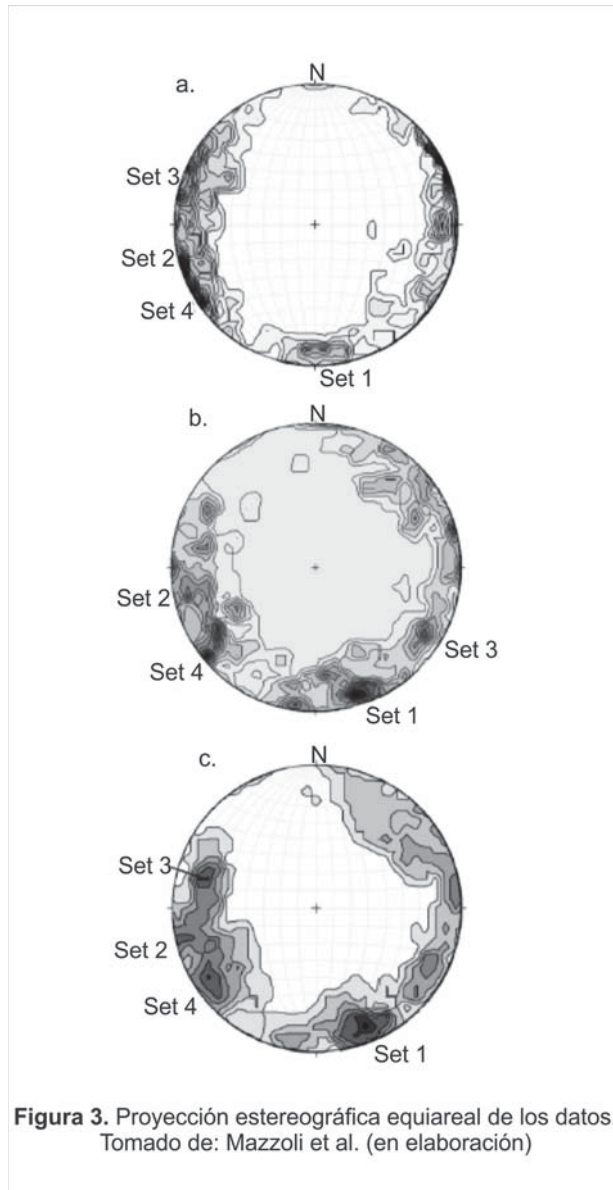 N
a.
Set 3
Set 2
Set 4
Set 1
N
b.
Set 2
Set 4
Set 3
Set 1
N
c.
Set 3
Set 2
Set 4
Set 1
Figura 3. Proyección estereográfica equiareal de los datos
Tomado de: Mazzoli et al. (en elaboración)